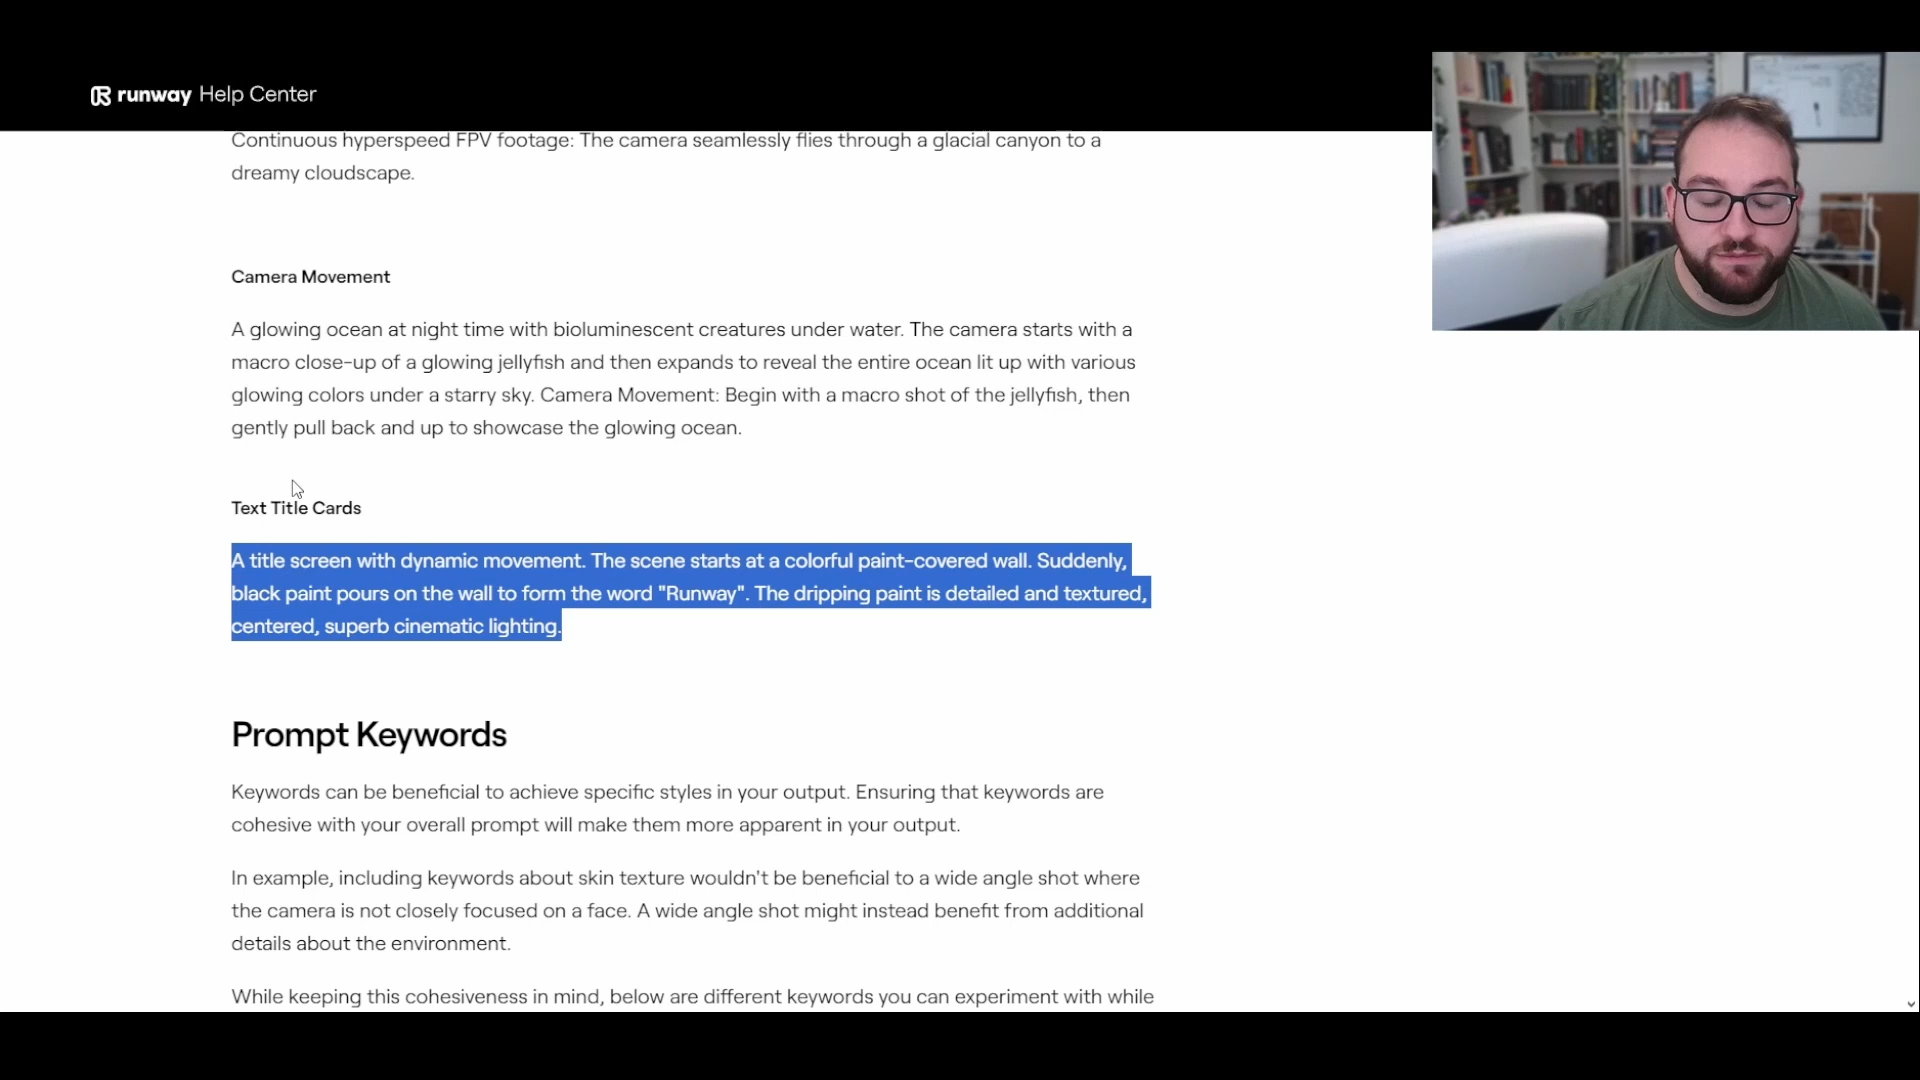 runway Help Center
Continuous hyperspeed FPV footage: The camera seamlessly flies through a glacial canyon to a
dreamy cloudscape.
Camera Movement
A glowing ocean at night time with bioluminescent creatures under water. The camera starts with a
macro close-up of a glowing jellyfish and then expands to reveal the entire ocean lit up with various
glowing colors under a starry sky. Camera Movement: Begin with a macro shot of the jellyfish, then
gently pull back and up to showcase the glowing ocean.
Text Title Cards
A title screen with dynamic movement. The scene starts at a colorful paint-covered wall. Suddenly,
black paint pours on the wall to form the word "Runway". The dripping paint is detailed and textured,
centered, superb cinematic lighting.
Prompt Keywords
Keywords can be beneficial to achieve specific styles in your output. Ensuring that keywords are
cohesive with your overall prompt will make them more apparent in your output.
In example, including keywords about skin texture wouldn't be beneficial to a wide angle shot where
the camera is not closely focused on a face. A wide angle shot might instead benefit from additional
details about the environment.
While keeping this cohesiveness in mind, below are different keywords you can experiment with while